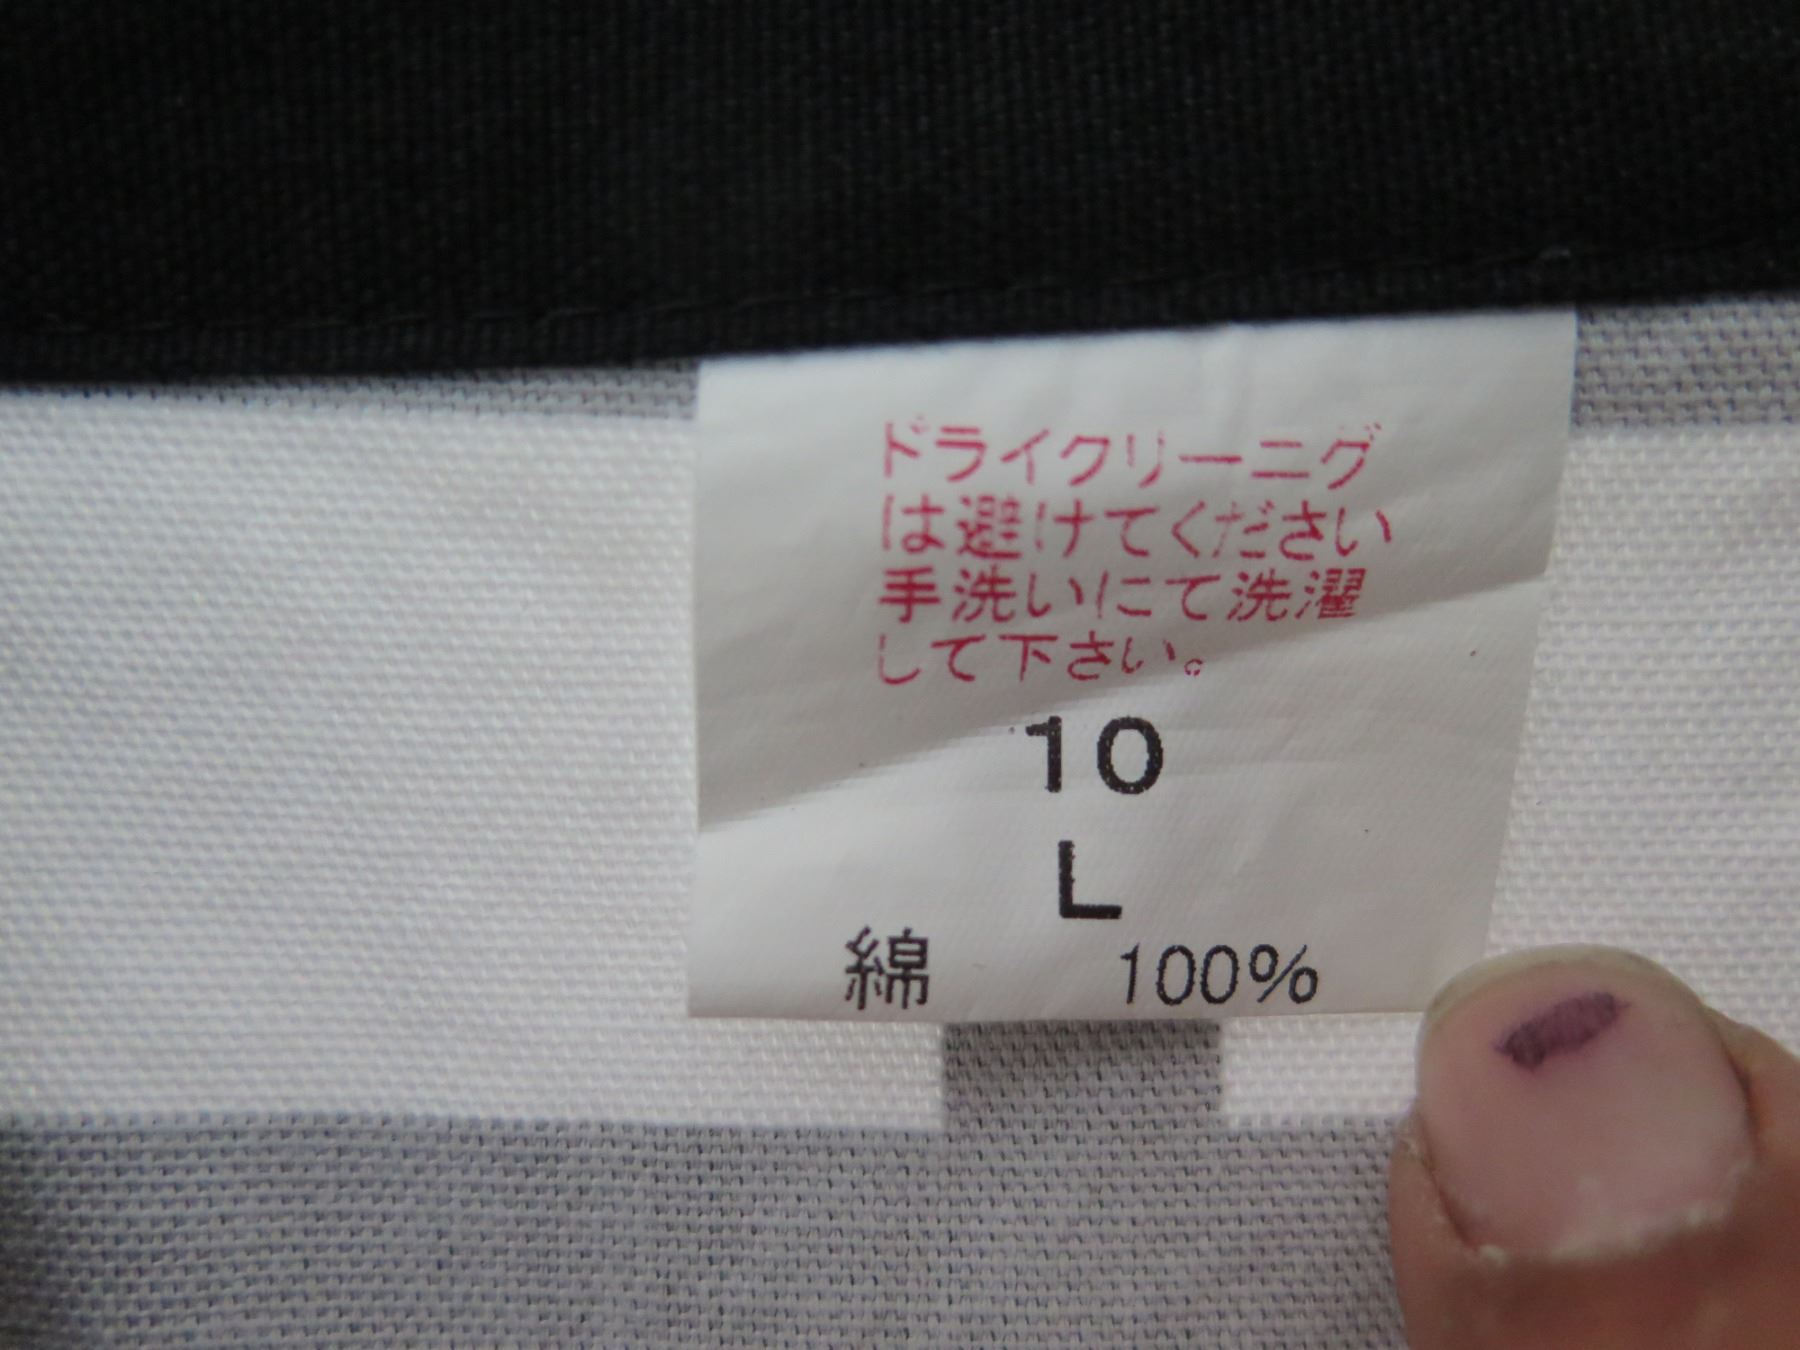 ドライクリーニング
は避けてください
手洗いにて洗濯
して下さい。
10
L
綿 100%